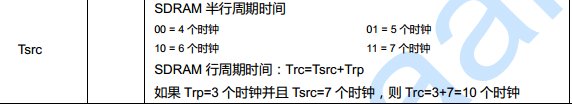 SDRAM 半行周期时间
00 = 4 个时钟 01 = 5 个时钟
Tsrc
10 = 6 个时钟 11 = 7 个时钟
SDRAM 行周期时间：Trc=Tsrc+Trp
如果 Trp=3 个时钟并且 Tsrc=7 个时钟，则 Trc=3+7=10 个时钟